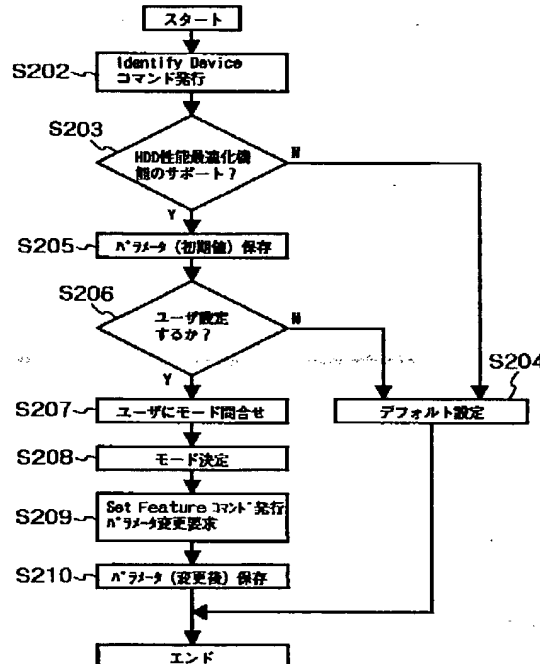 スタート
S202
Identify Device
コマンド発行
S203
HDD性能最適化機
能のサポート?
N
Y
S205
パラメータ(初期値)保存
S206
ユーザ設定
するか?
N
Y
S204
デフォルト設定
S207
ユーザにモード問合せ
S208
モード決定
S209
Set Feature コマンド発行
パラメータ変更要求
S210
パラメータ(変更後)保存
エンド